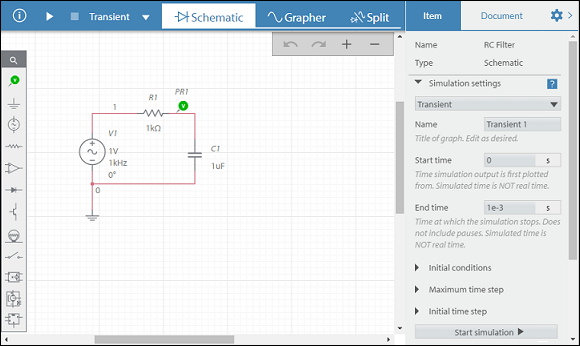 Transient
Schematic
Grapher
Split
Item
Document
Name RC Filter
Type Schematic
Simulation settings ?
Transient
Name Transient 1
Title of graph. Edit as desired.
Start time 0 s
Time simulation output is first plotted
from. Simulated time is NOT real time.
End time 1e-3 s
Time at which the simulation stops. Does
not include pauses. Simulated time is
NOT real time.
Initial conditions
Maximum time step
Initial time step
Start simulation
PR1
V
R1
1
1kΩ
V1
1V
1kHz
0°
C1
1uF
0